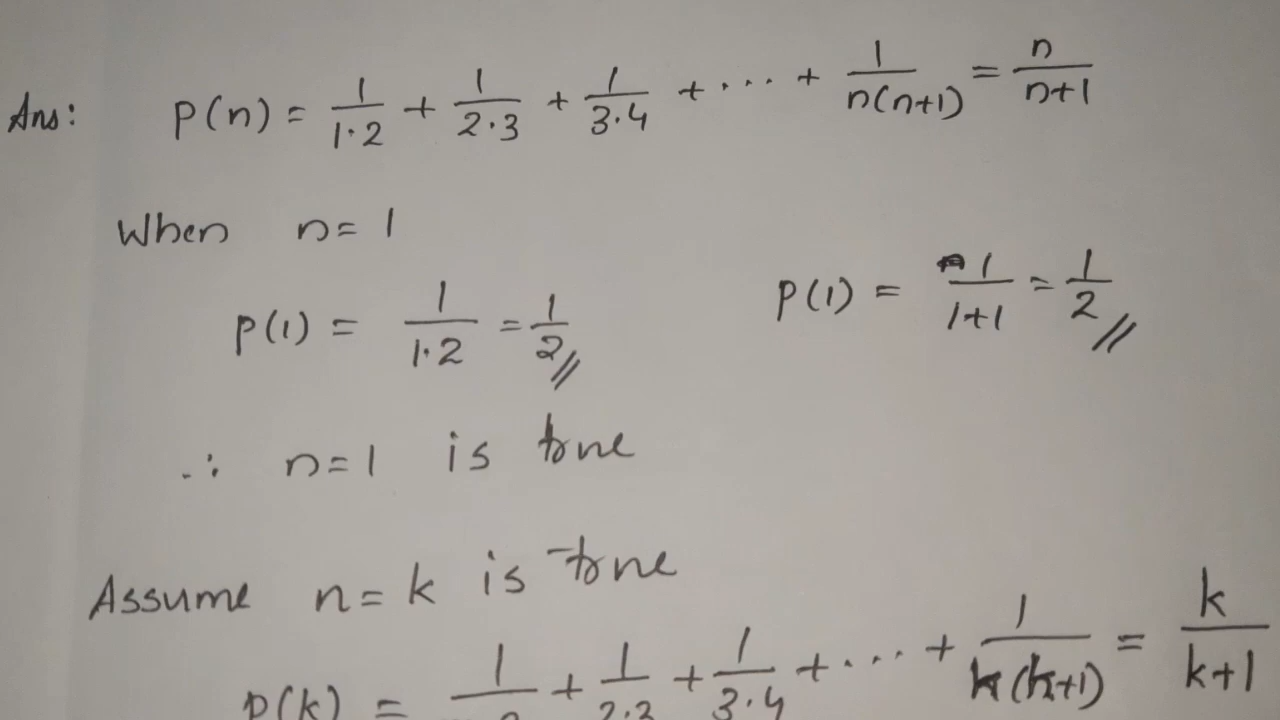 Ans: P(n) = 1/1·2 + 1/2·3 + 1/3·4 + ... + 1/n(n+1) = n/n+1
When n = 1
P(1) = 1/1·2 = 1/2 // P(1) = 1/1+1 = 1/2 //
∴ n=1 is true
Assume n=k is true
P(k) = 1/ + 1/2·3 + 1/3·4 + ... + 1/k(k+1) = k/k+1